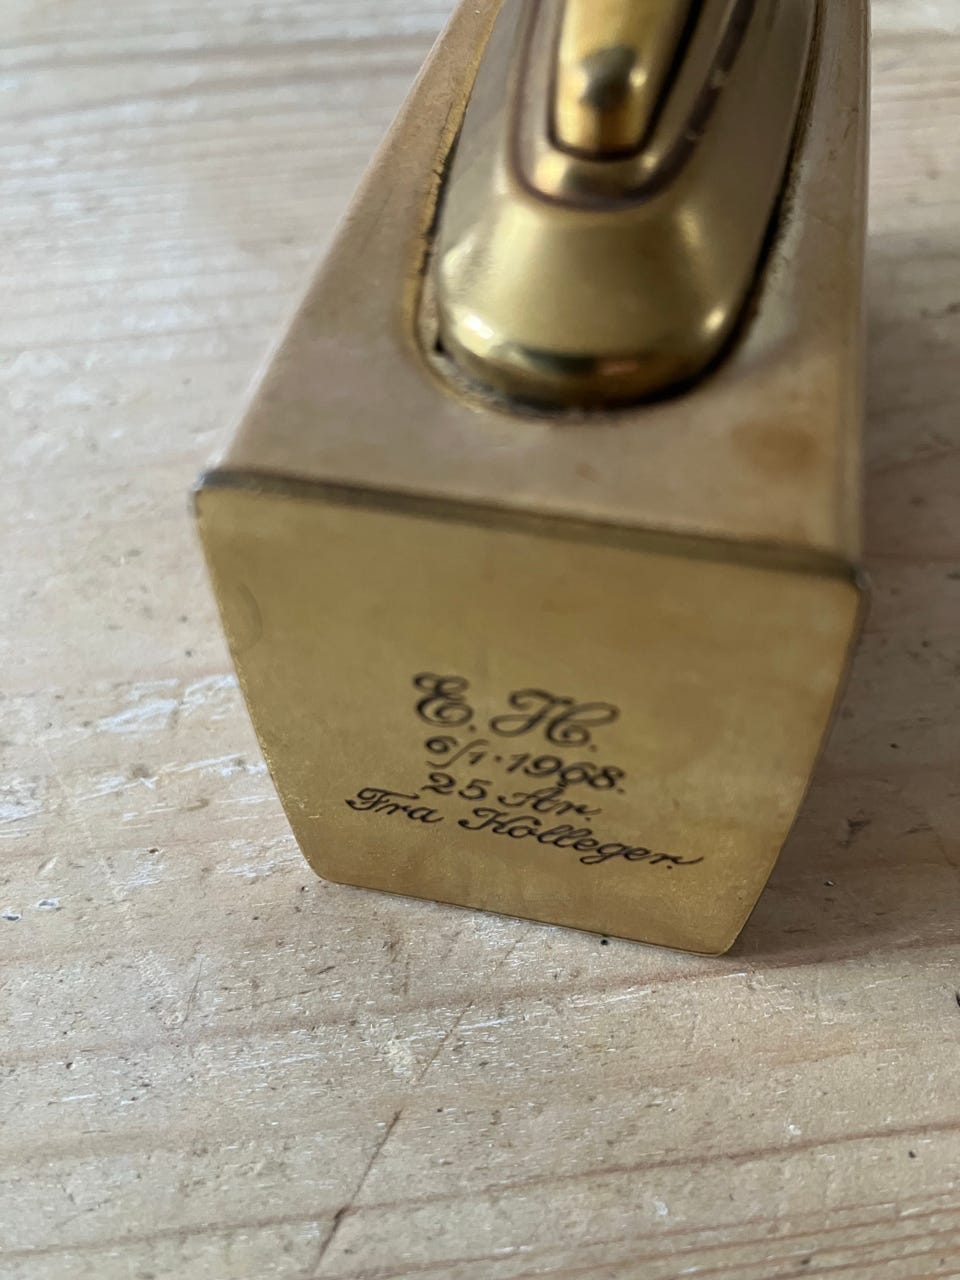 E. H.
6/1·1968.
25 År.
Fra Kolleger.